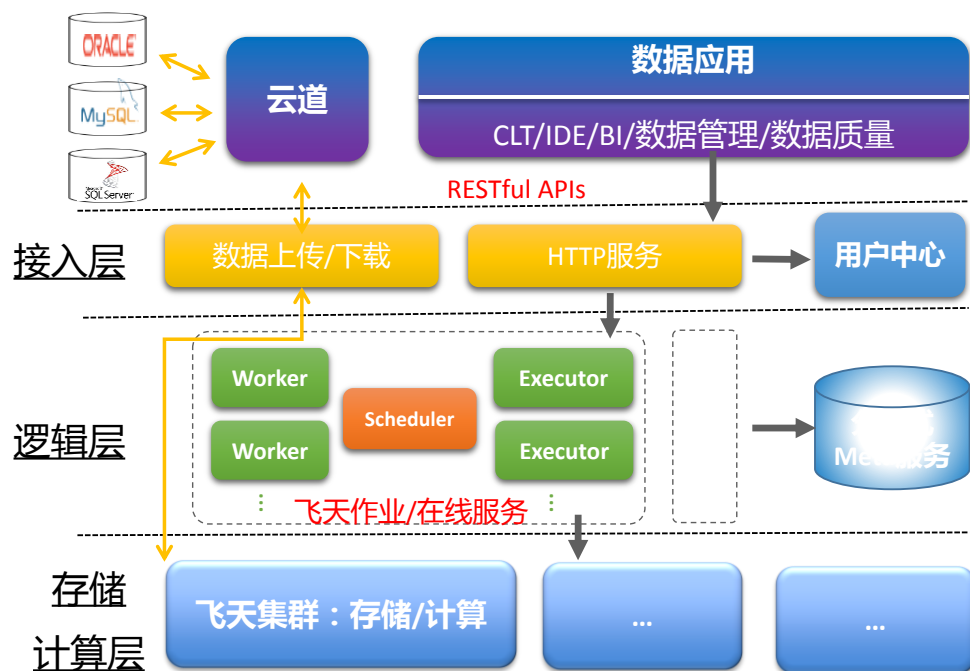 ORACLE
MySQL
Microsoft
SQL Server
云道
数据应用
CLT/IDE/BI/数据管理/数据质量
RESTful APIs
接入层
数据上传/下载
HTTP服务
用户中心
逻辑层
Worker
Executor
Scheduler
Worker
Executor
服务
飞天作业/在线服务
存储
计算层
飞天集群：存储/计算
...
...